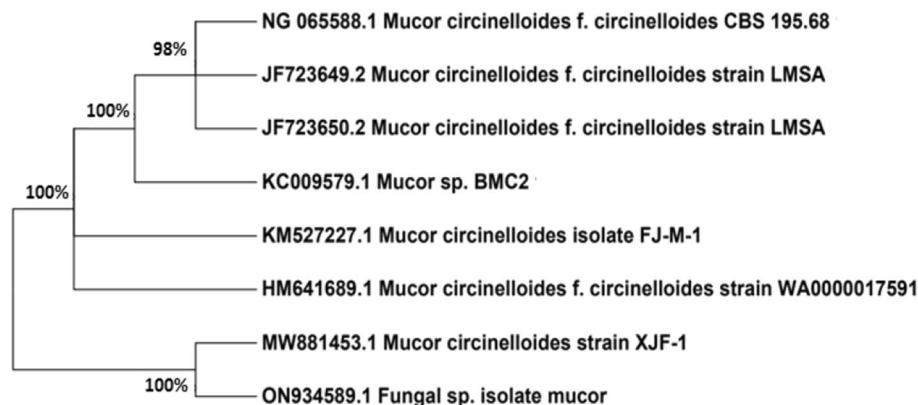 NG 065588.1 Mucor circinelloides f. circinelloides CBS 195.68
98%
JF723649.2 Mucor circinelloides f. circinelloides strain LMSA
100%
JF723650.2 Mucor circinelloides f. circinelloides strain LMSA
KC009579.1 Mucor sp. BMC2
100%
KM527227.1 Mucor circinelloides isolate FJ-M-1
HM641689.1 Mucor circinelloides f. circinelloides strain WA0000017591
MW881453.1 Mucor circinelloides strain XJF-1
100%
ON934589.1 Fungal sp. isolate mucor